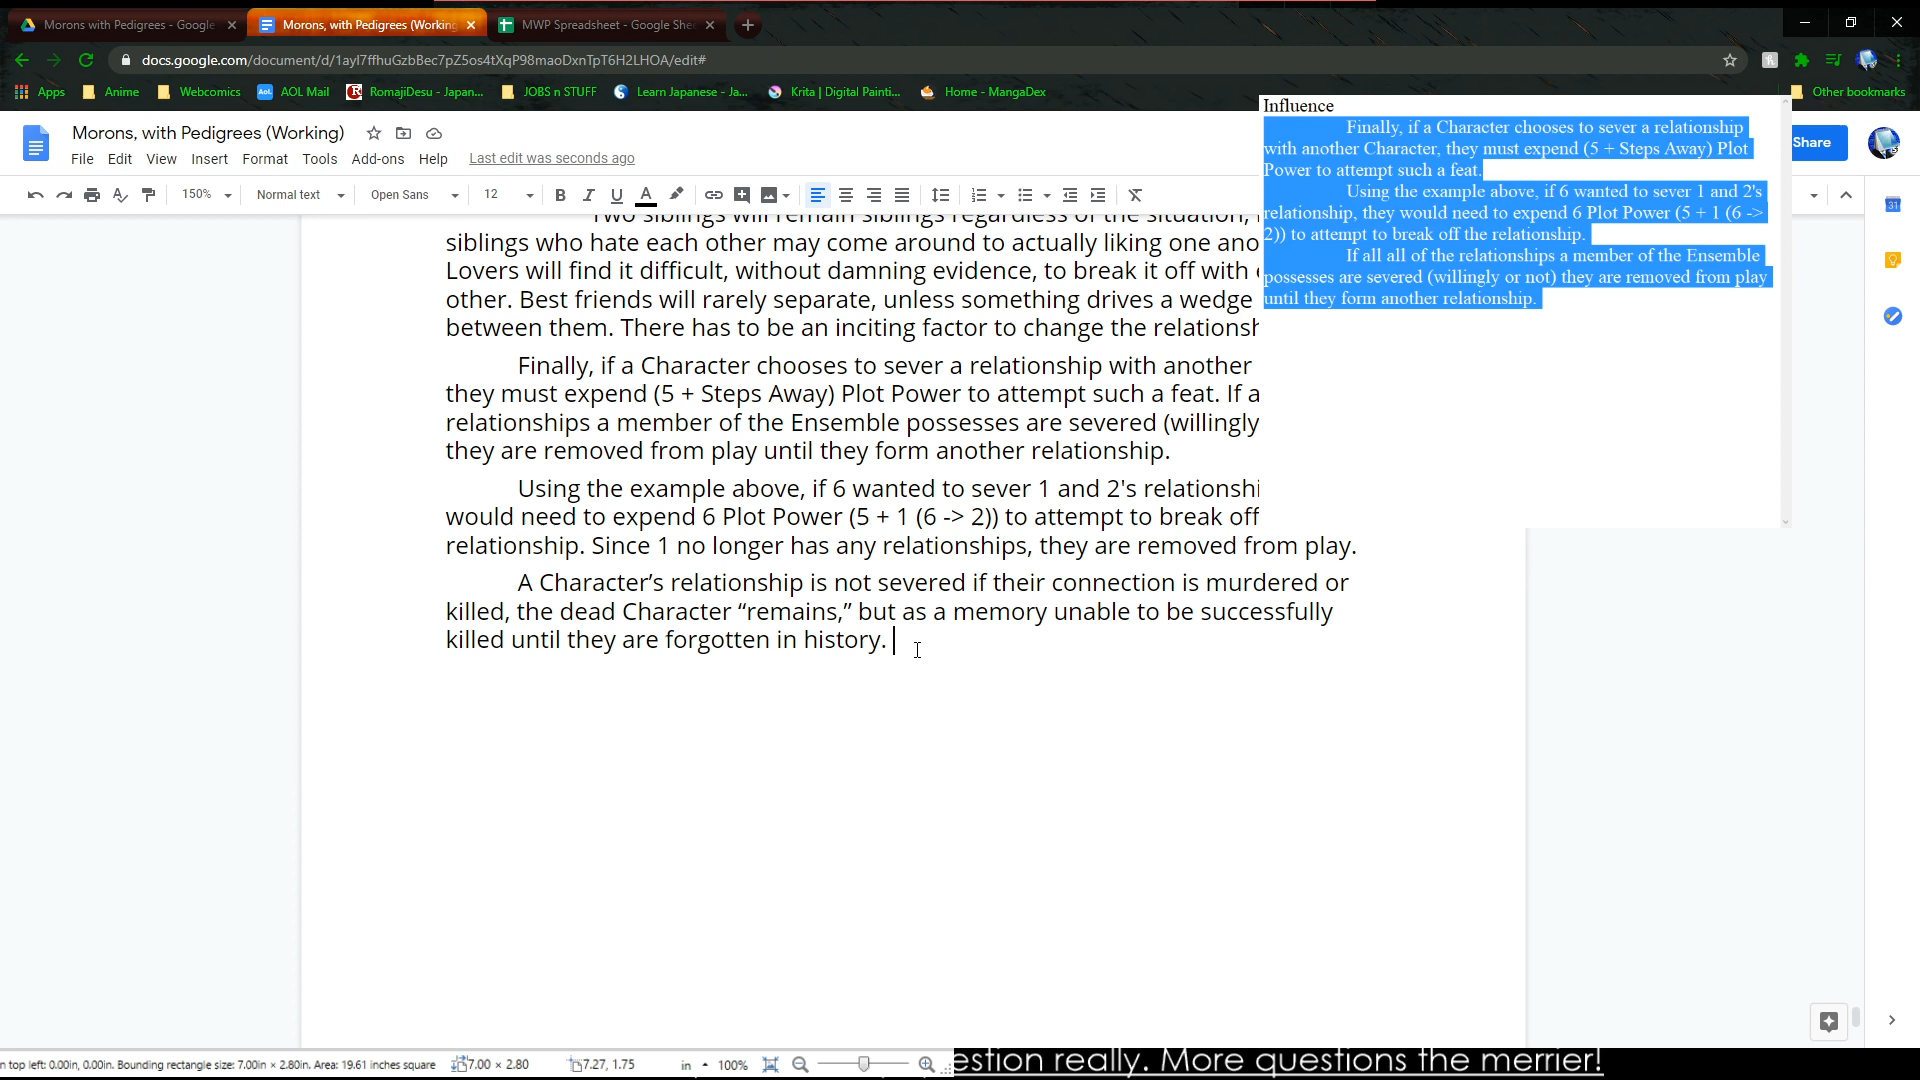 Morons with Pedigrees - Google
Morons, with Pedigrees (Working
MWP Spreadsheet - Google She
docs.google.com/document/d/1ayl7ffhuGzbBec7pZ5os4tXqP98maoDxnTpT6H2LHOA/edit#
Apps
Anime
Webcomics
Aol.
AOL Mail
RomajiDesu - Japan...
JOBS n STUFF
Learn Japanese - Ja...
Krita | Digital Painti...
Home - MangaDex
Other bookmarks
Morons, with Pedigrees (Working)
File Edit View Insert Format Tools Add-ons Help
Last edit was seconds ago
Share
150%
Normal text
Open Sans
12
B I U A
31
Influence
Finally, if a Character chooses to sever a relationship
with another Character, they must expend (5 + Steps Away) Plot
Power to attempt such a feat.
Using the example above, if 6 wanted to sever 1 and 2's
relationship, they would need to expend 6 Plot Power (5 + 1 (6 ->
2)) to attempt to break off the relationship.
If all all of the relationships a member of the Ensemble
possesses are severed (willingly or not) they are removed from play
until they form another relationship.
Two siblings will remain siblings regardless of the situation,
siblings who hate each other may come around to actually liking one ano
Lovers will find it difficult, without damning evidence, to break it off with
other. Best friends will rarely separate, unless something drives a wedge
between them. There has to be an inciting factor to change the relationsh
Finally, if a Character chooses to sever a relationship with another
they must expend (5 + Steps Away) Plot Power to attempt such a feat. If a
relationships a member of the Ensemble possesses are severed (willingly
they are removed from play until they form another relationship.
Using the example above, if 6 wanted to sever 1 and 2's relationshi
would need to expend 6 Plot Power (5 + 1 (6 -> 2)) to attempt to break off
relationship. Since 1 no longer has any relationships, they are removed from play.
A Character’s relationship is not severed if their connection is murdered or
killed, the dead Character “remains,” but as a memory unable to be successfully
killed until they are forgotten in history.
n top left: 0.00in, 0.00in. Bounding rectangle size: 7.00in × 2.80in. Area: 19.61 inches square
7.00 × 2.80
7.27, 1.75
in
100%
estion really. More questions the merrier!